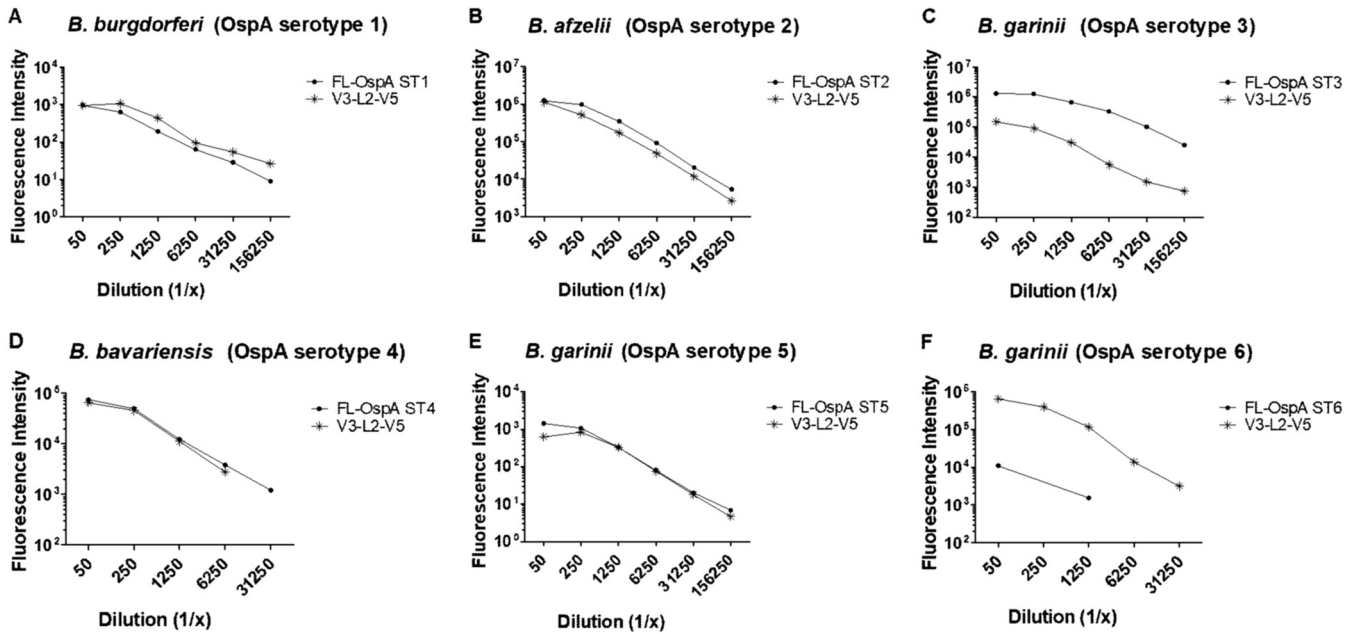 A
B. burgdorferi (OspA serotype 1)
Fluorescence Intensity
10^4
10^3
10^2
10^1
10^0
FL-OspA ST1
V3-L2-V5
50
250
1250
6250
31250
156250
Dilution (1/x)
B
B. afzelii (OspA serotype 2)
Fluorescence Intensity
10^7
10^6
10^5
10^4
10^3
FL-OspA ST2
V3-L2-V5
50
250
1250
6250
31250
156250
Dilution (1/x)
C
B. garinii (OspA serotype 3)
Fluorescence Intensity
10^7
10^6
10^5
10^4
10^3
10^2
FL-OspA ST3
V3-L2-V5
50
250
1250
6250
31250
156250
Dilution (1/x)
D
B. bavariensis (OspA serotype 4)
Fluorescence Intensity
10^5
10^4
10^3
10^2
FL-OspA ST4
V3-L2-V5
50
250
1250
6250
31250
Dilution (1/x)
E
B. garinii (OspA serotype 5)
Fluorescence Intensity
10^4
10^3
10^2
10^1
10^0
FL-OspA ST5
V3-L2-V5
50
250
1250
6250
31250
156250
Dilution (1/x)
F
B. garinii (OspA serotype 6)
Fluorescence Intensity
10^6
10^5
10^4
10^3
10^2
FL-OspA ST6
V3-L2-V5
50
250
1250
6250
31250
Dilution (1/x)